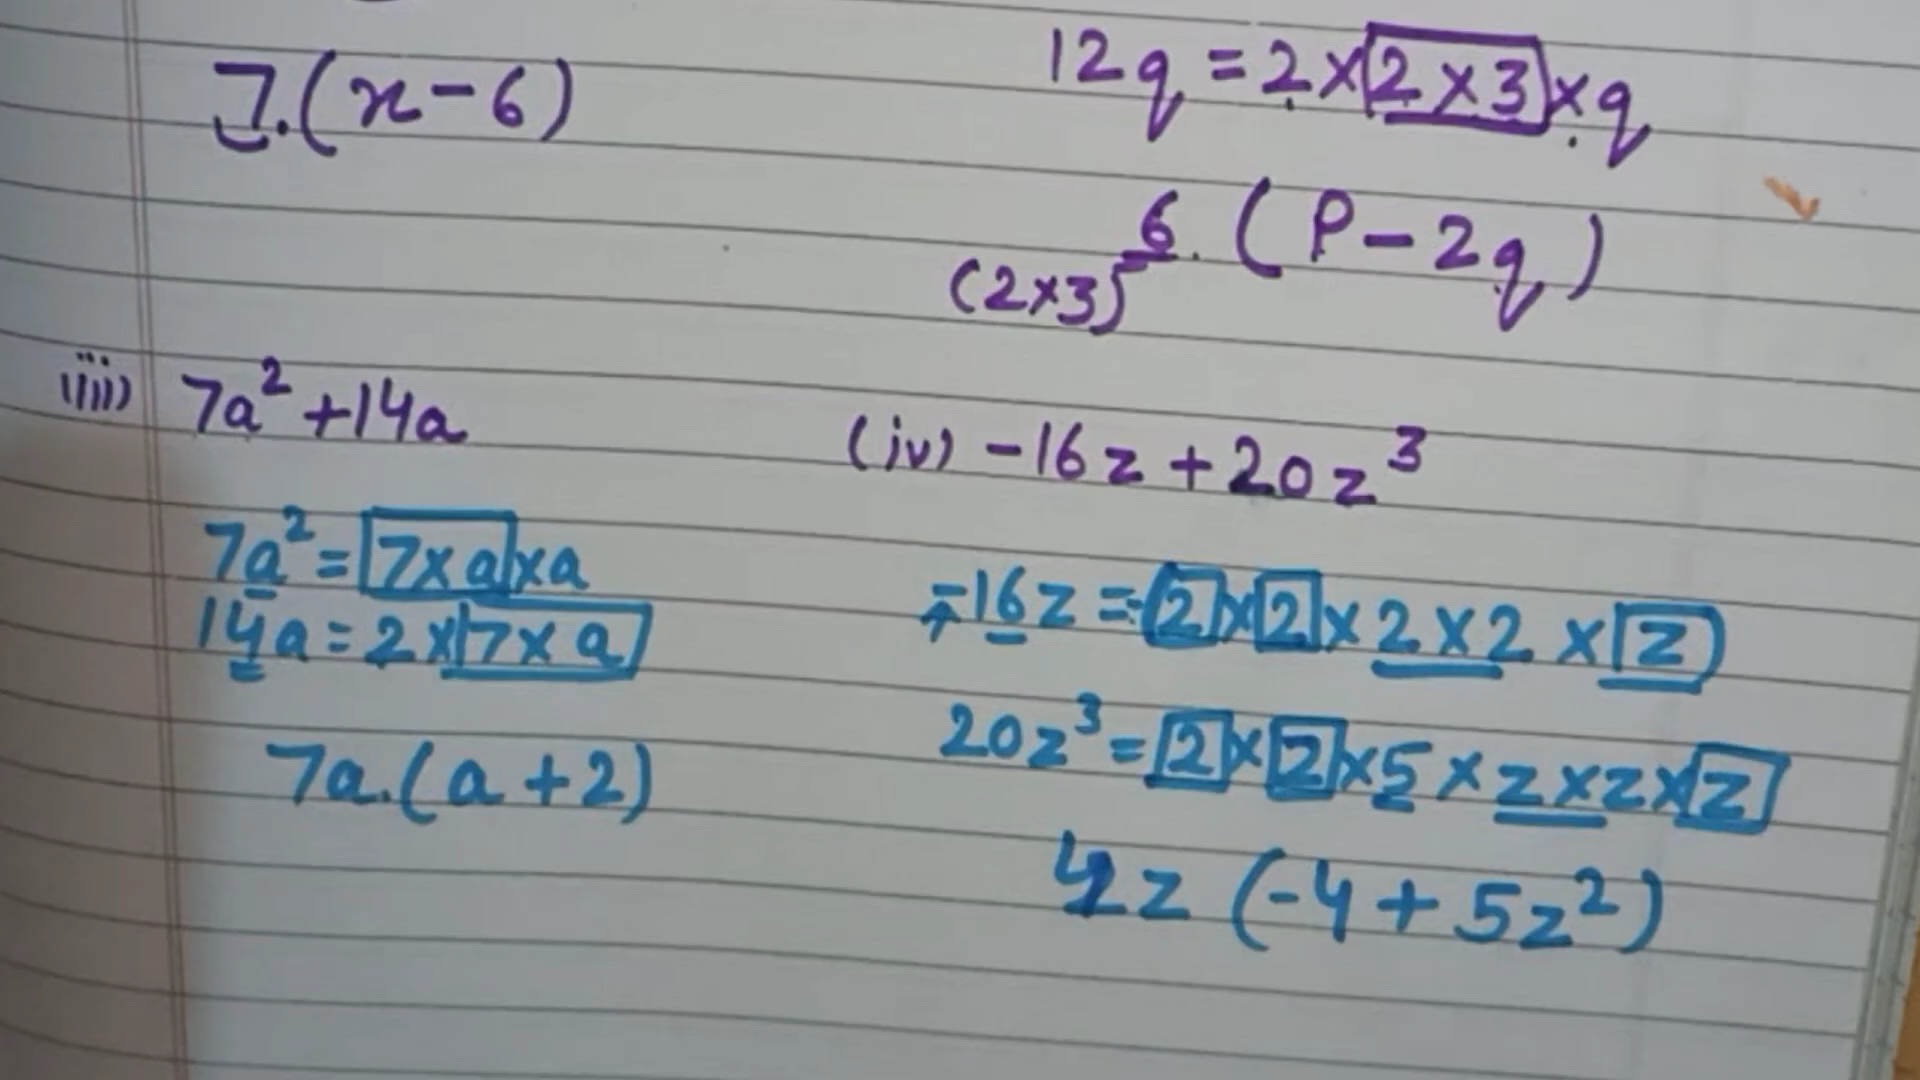 7.(x-6)
12q = 2×2×3×q
6.(P-2q)
(2×3)
(iii) 7a² + 14a
7a² = 7×a×a
14a = 2×7×a
7a.(a+2)
(iv) -16z + 20z³
-16z = -2×2×2×2×z
20z³ = 2×2×5×z×z×z
4z (-4 + 5z²)